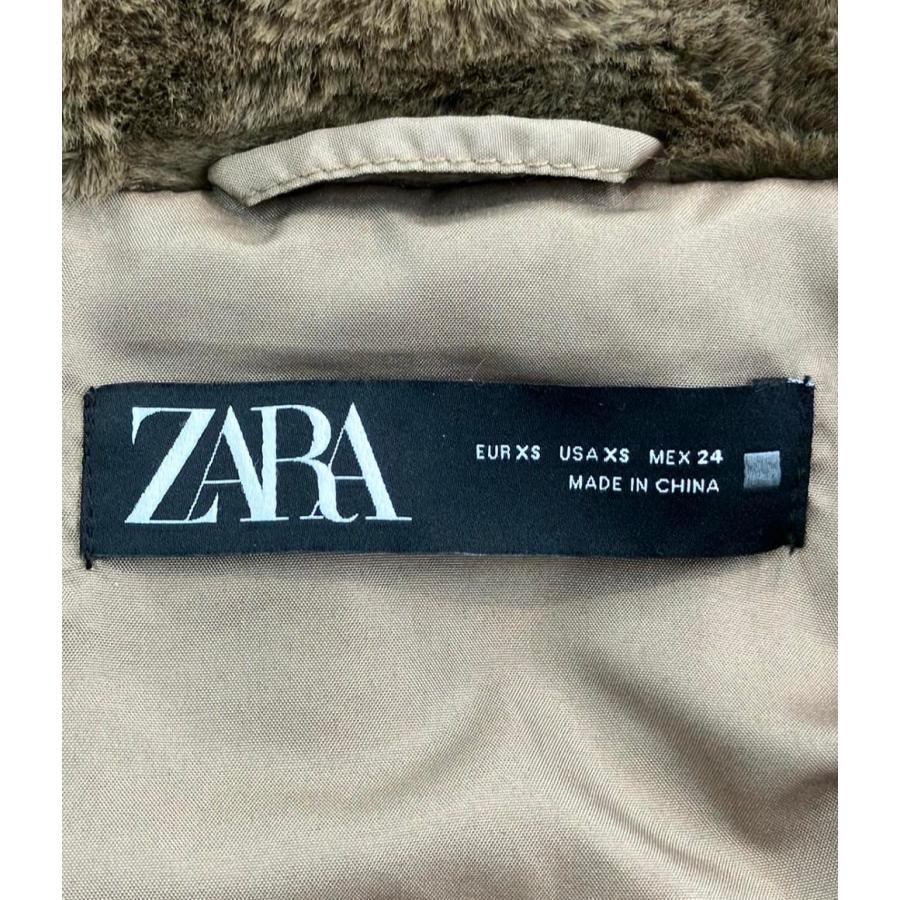 ZARA
EUR XS USA XS MEX 24
MADE IN CHINA